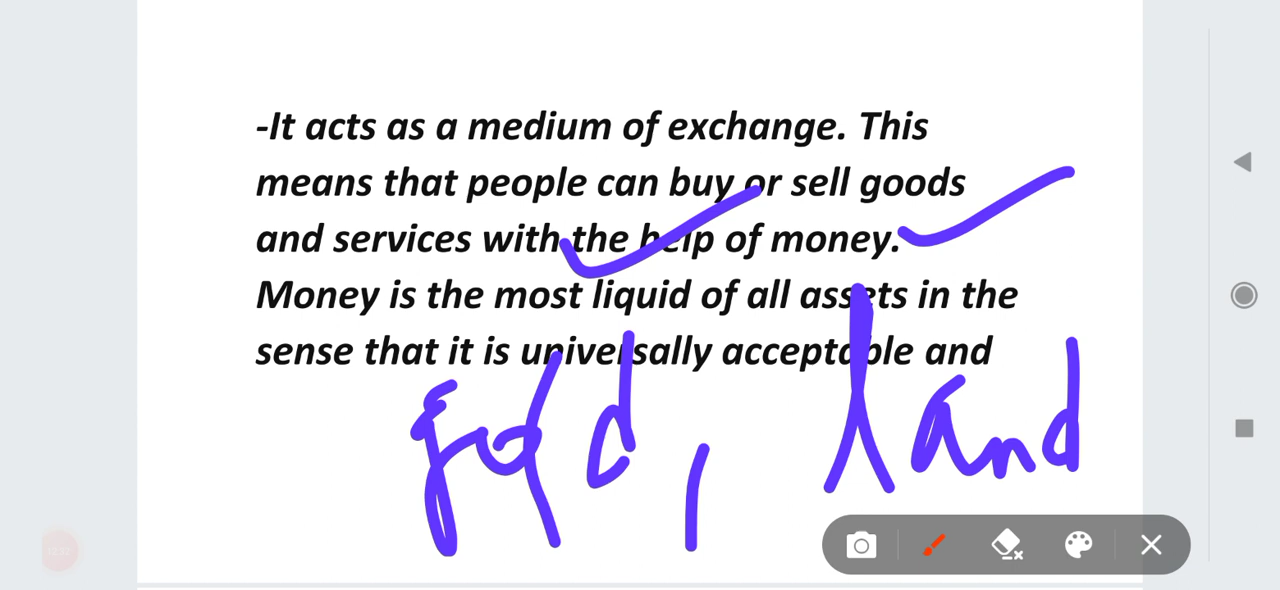 -It acts as a medium of exchange. This
means that people can buy or sell goods
and services with the help of money.
Money is the most liquid of all assets in the
sense that it is universally acceptable and
gold, land